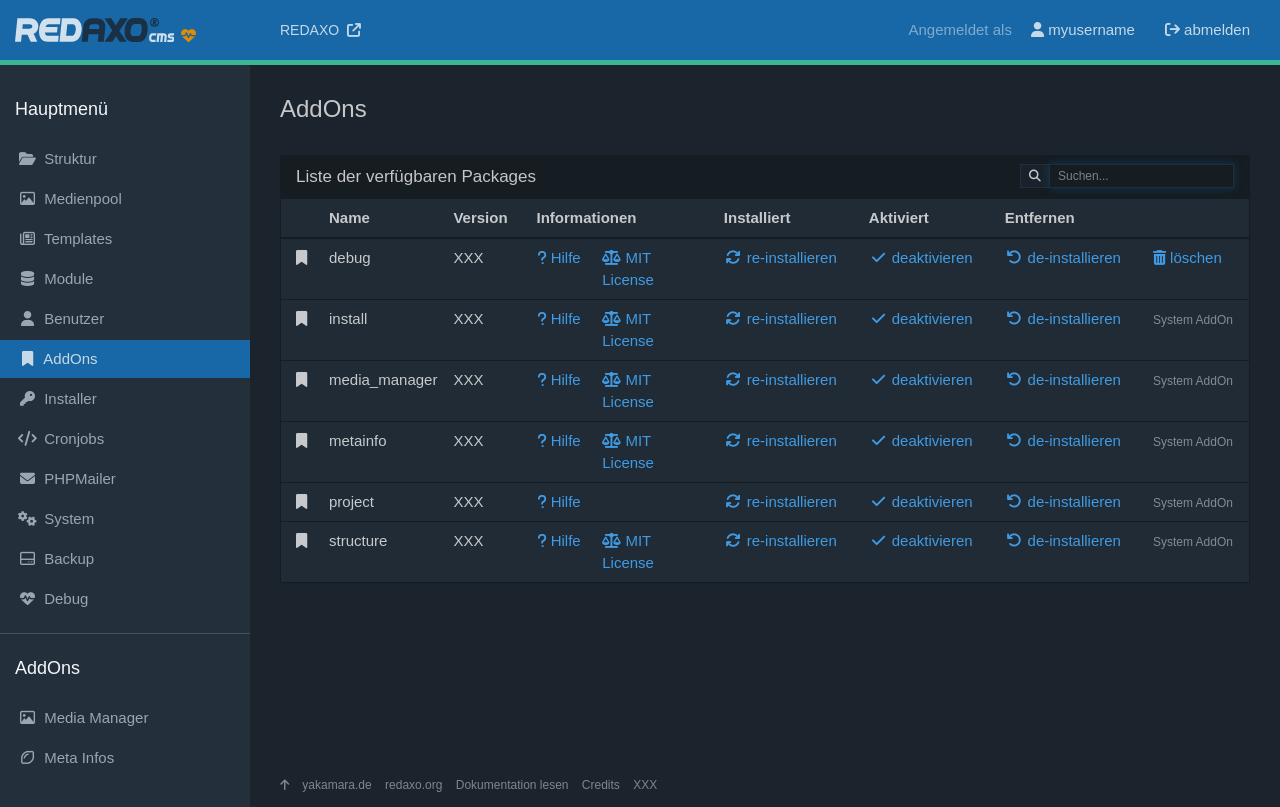 REDAXO® cms
REDAXO
Angemeldet als myusername abmelden
Hauptmenü
Struktur
Medienpool
Templates
Module
Benutzer
AddOns
Installer
Cronjobs
PHPMailer
System
Backup
Debug
AddOns
Media Manager
Meta Infos
AddOns
Liste der verfügbaren Packages
Suchen...
Name Version Informationen Installiert Aktiviert Entfernen
debug XXX Hilfe MIT License re-installieren deaktivieren de-installieren löschen
install XXX Hilfe MIT License re-installieren deaktivieren de-installieren System AddOn
media_manager XXX Hilfe MIT License re-installieren deaktivieren de-installieren System AddOn
metainfo XXX Hilfe MIT License re-installieren deaktivieren de-installieren System AddOn
project XXX Hilfe re-installieren deaktivieren de-installieren System AddOn
structure XXX Hilfe MIT License re-installieren deaktivieren de-installieren System AddOn
yakamara.de redaxo.org Dokumentation lesen Credits XXX